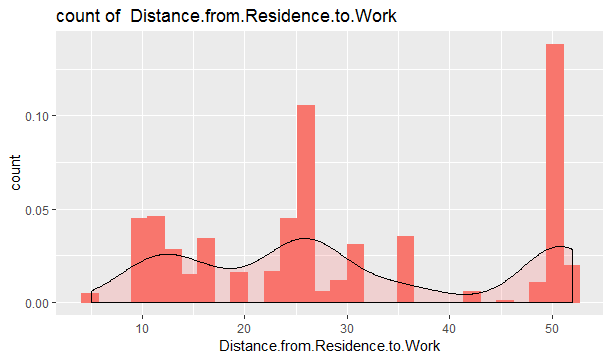 count of  Distance.from.Residence.to.Work
0.10
0.05
0.00
count
10 20 30 40 50
Distance.from.Residence.to.Work